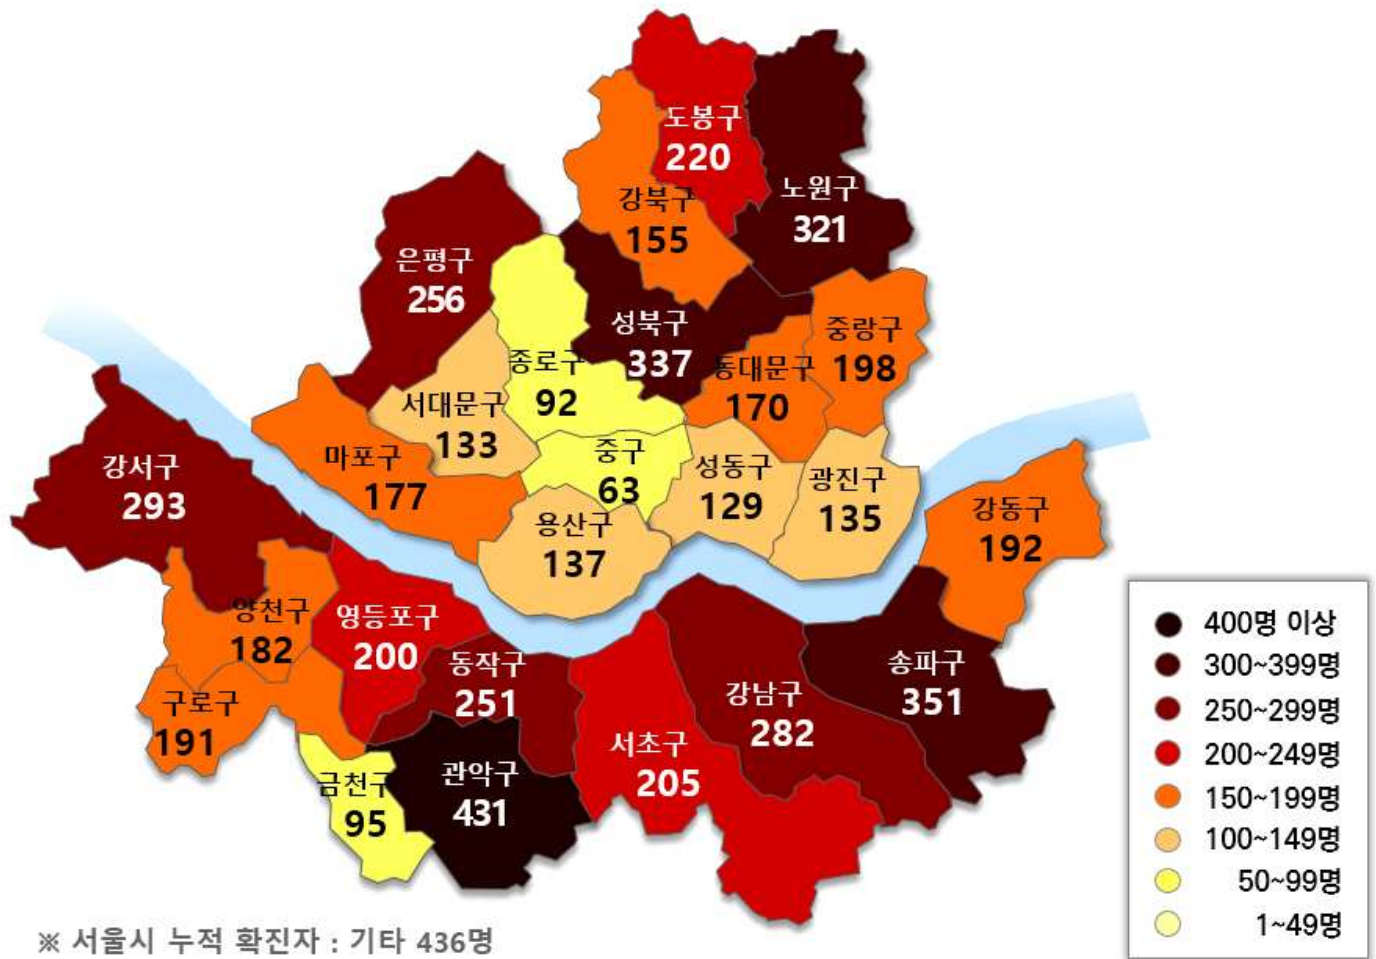 도봉구
220
노원구
321
강북구
155
은평구
256
성북구
337
중랑구
198
종로구
92
동대문구
170
서대문구
133
마포구
177
중구
63
성동구
129
광진구
135
강서구
293
용산구
137
강동구
192
양천구
182
영등포구
200
동작구
251
송파구
351
강남구
282
구로구
191
서초구
205
금천구
95
관악구
431
400명 이상
300~399명
250~299명
200~249명
150~199명
100~149명
50~99명
1~49명
※ 서울시 누적 확진자 : 기타 436명